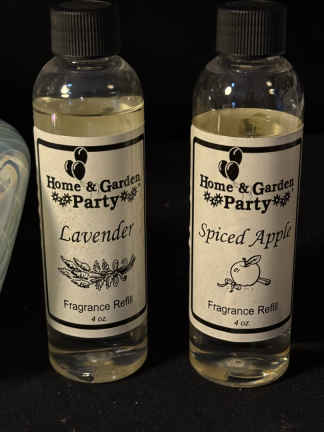 Home & Garden
Party
Lavender
Fragrance Refill
4 oz.
Home & Garden
Party
Spiced Apple
Fragrance Refill
4 oz.